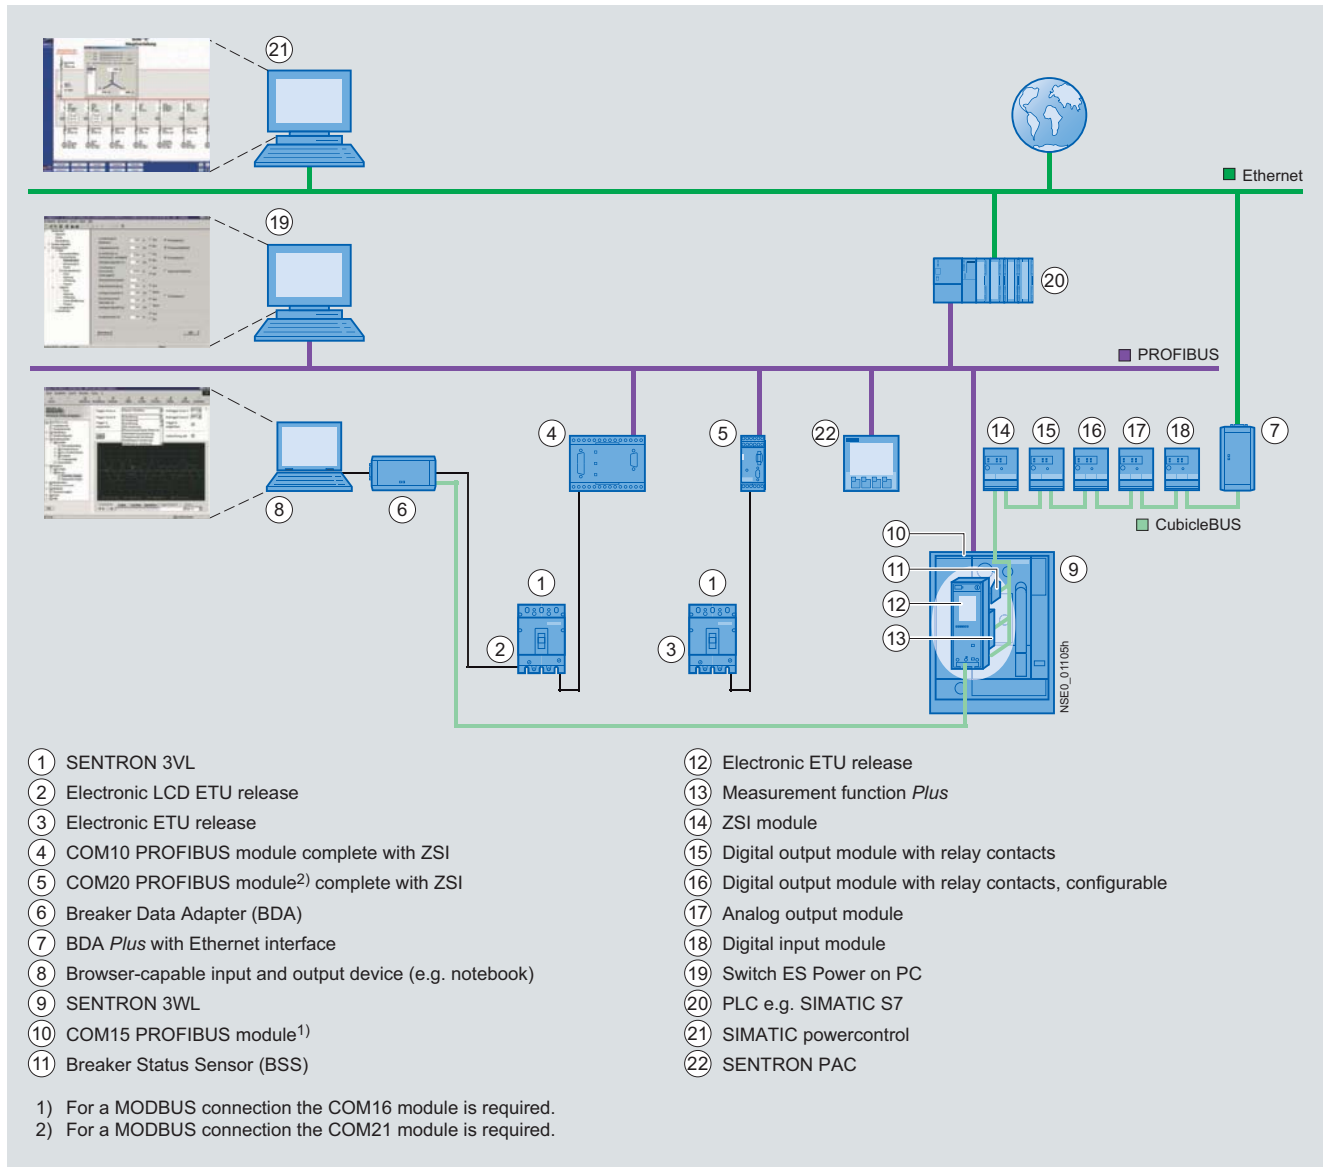 21
Ethernet
19
20
PROFIBUS
4
5
22
14
15
16
17
18
7
8
6
CubicleBUS
10
11
9
1
1
12
2
3
13
NSE0_01105h
1 SENTRON 3VL
2 Electronic LCD ETU release
3 Electronic ETU release
4 COM10 PROFIBUS module complete with ZSI
5 COM20 PROFIBUS module2) complete with ZSI
6 Breaker Data Adapter (BDA)
7 BDA Plus with Ethernet interface
8 Browser-capable input and output device (e.g. notebook)
9 SENTRON 3WL
10 COM15 PROFIBUS module1)
11 Breaker Status Sensor (BSS)
12 Electronic ETU release
13 Measurement function Plus
14 ZSI module
15 Digital output module with relay contacts
16 Digital output module with relay contacts, configurable
17 Analog output module
18 Digital input module
19 Switch ES Power on PC
20 PLC e.g. SIMATIC S7
21 SIMATIC powercontrol
22 SENTRON PAC
1) For a MODBUS connection the COM16 module is required.
2) For a MODBUS connection the COM21 module is required.